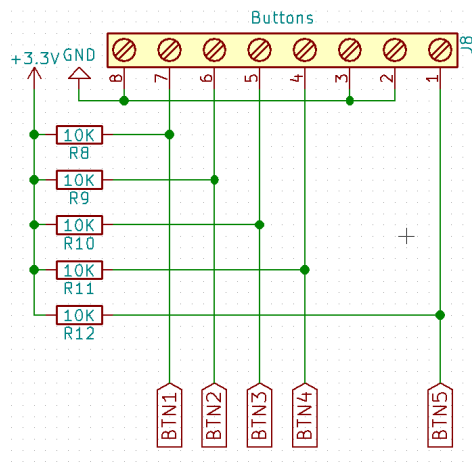 Buttons
J8
+3.3V
GND
8
7
6
5
4
3
2
1
10K
R8
10K
R9
10K
R10
10K
R11
10K
R12
BTN1
BTN2
BTN3
BTN4
BTN5